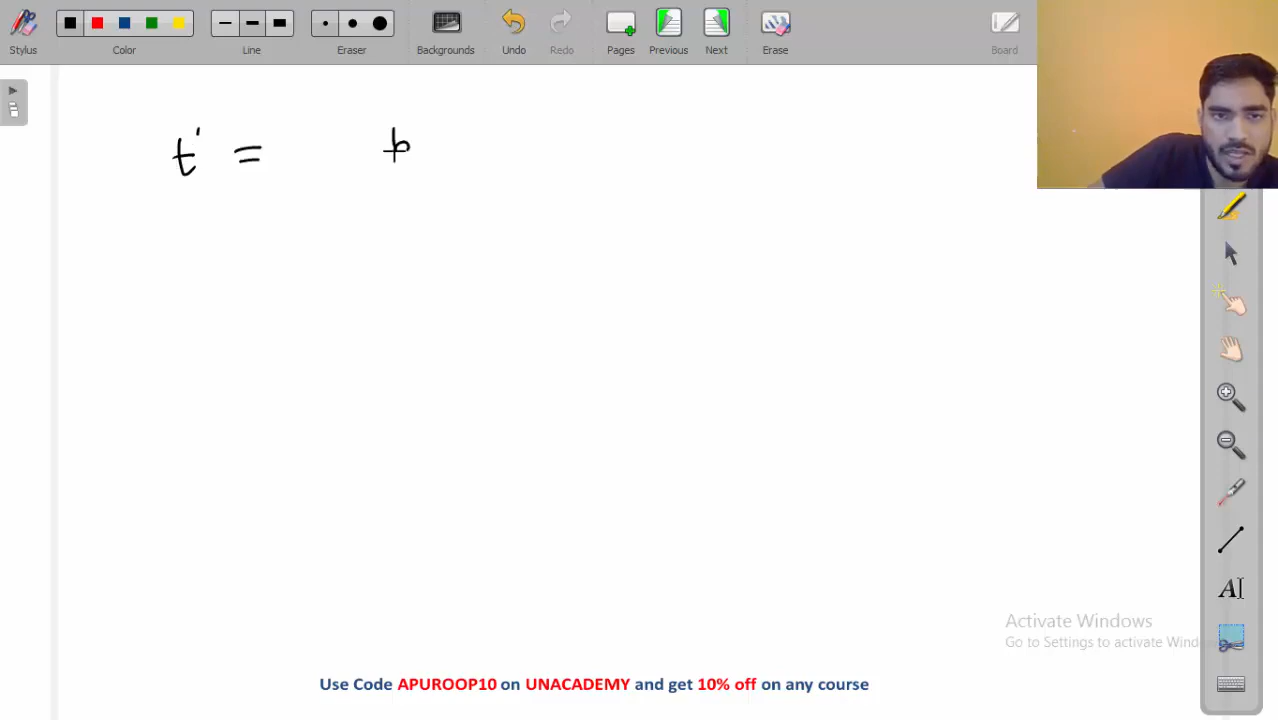 Stylus Color Line Eraser Backgrounds Undo Redo Pages Previous Next Erase Board
t' =
A
Activate Windows
Go to Settings to activate Windows
Use Code APUROOP10 on UNACADEMY and get 10% off on any course